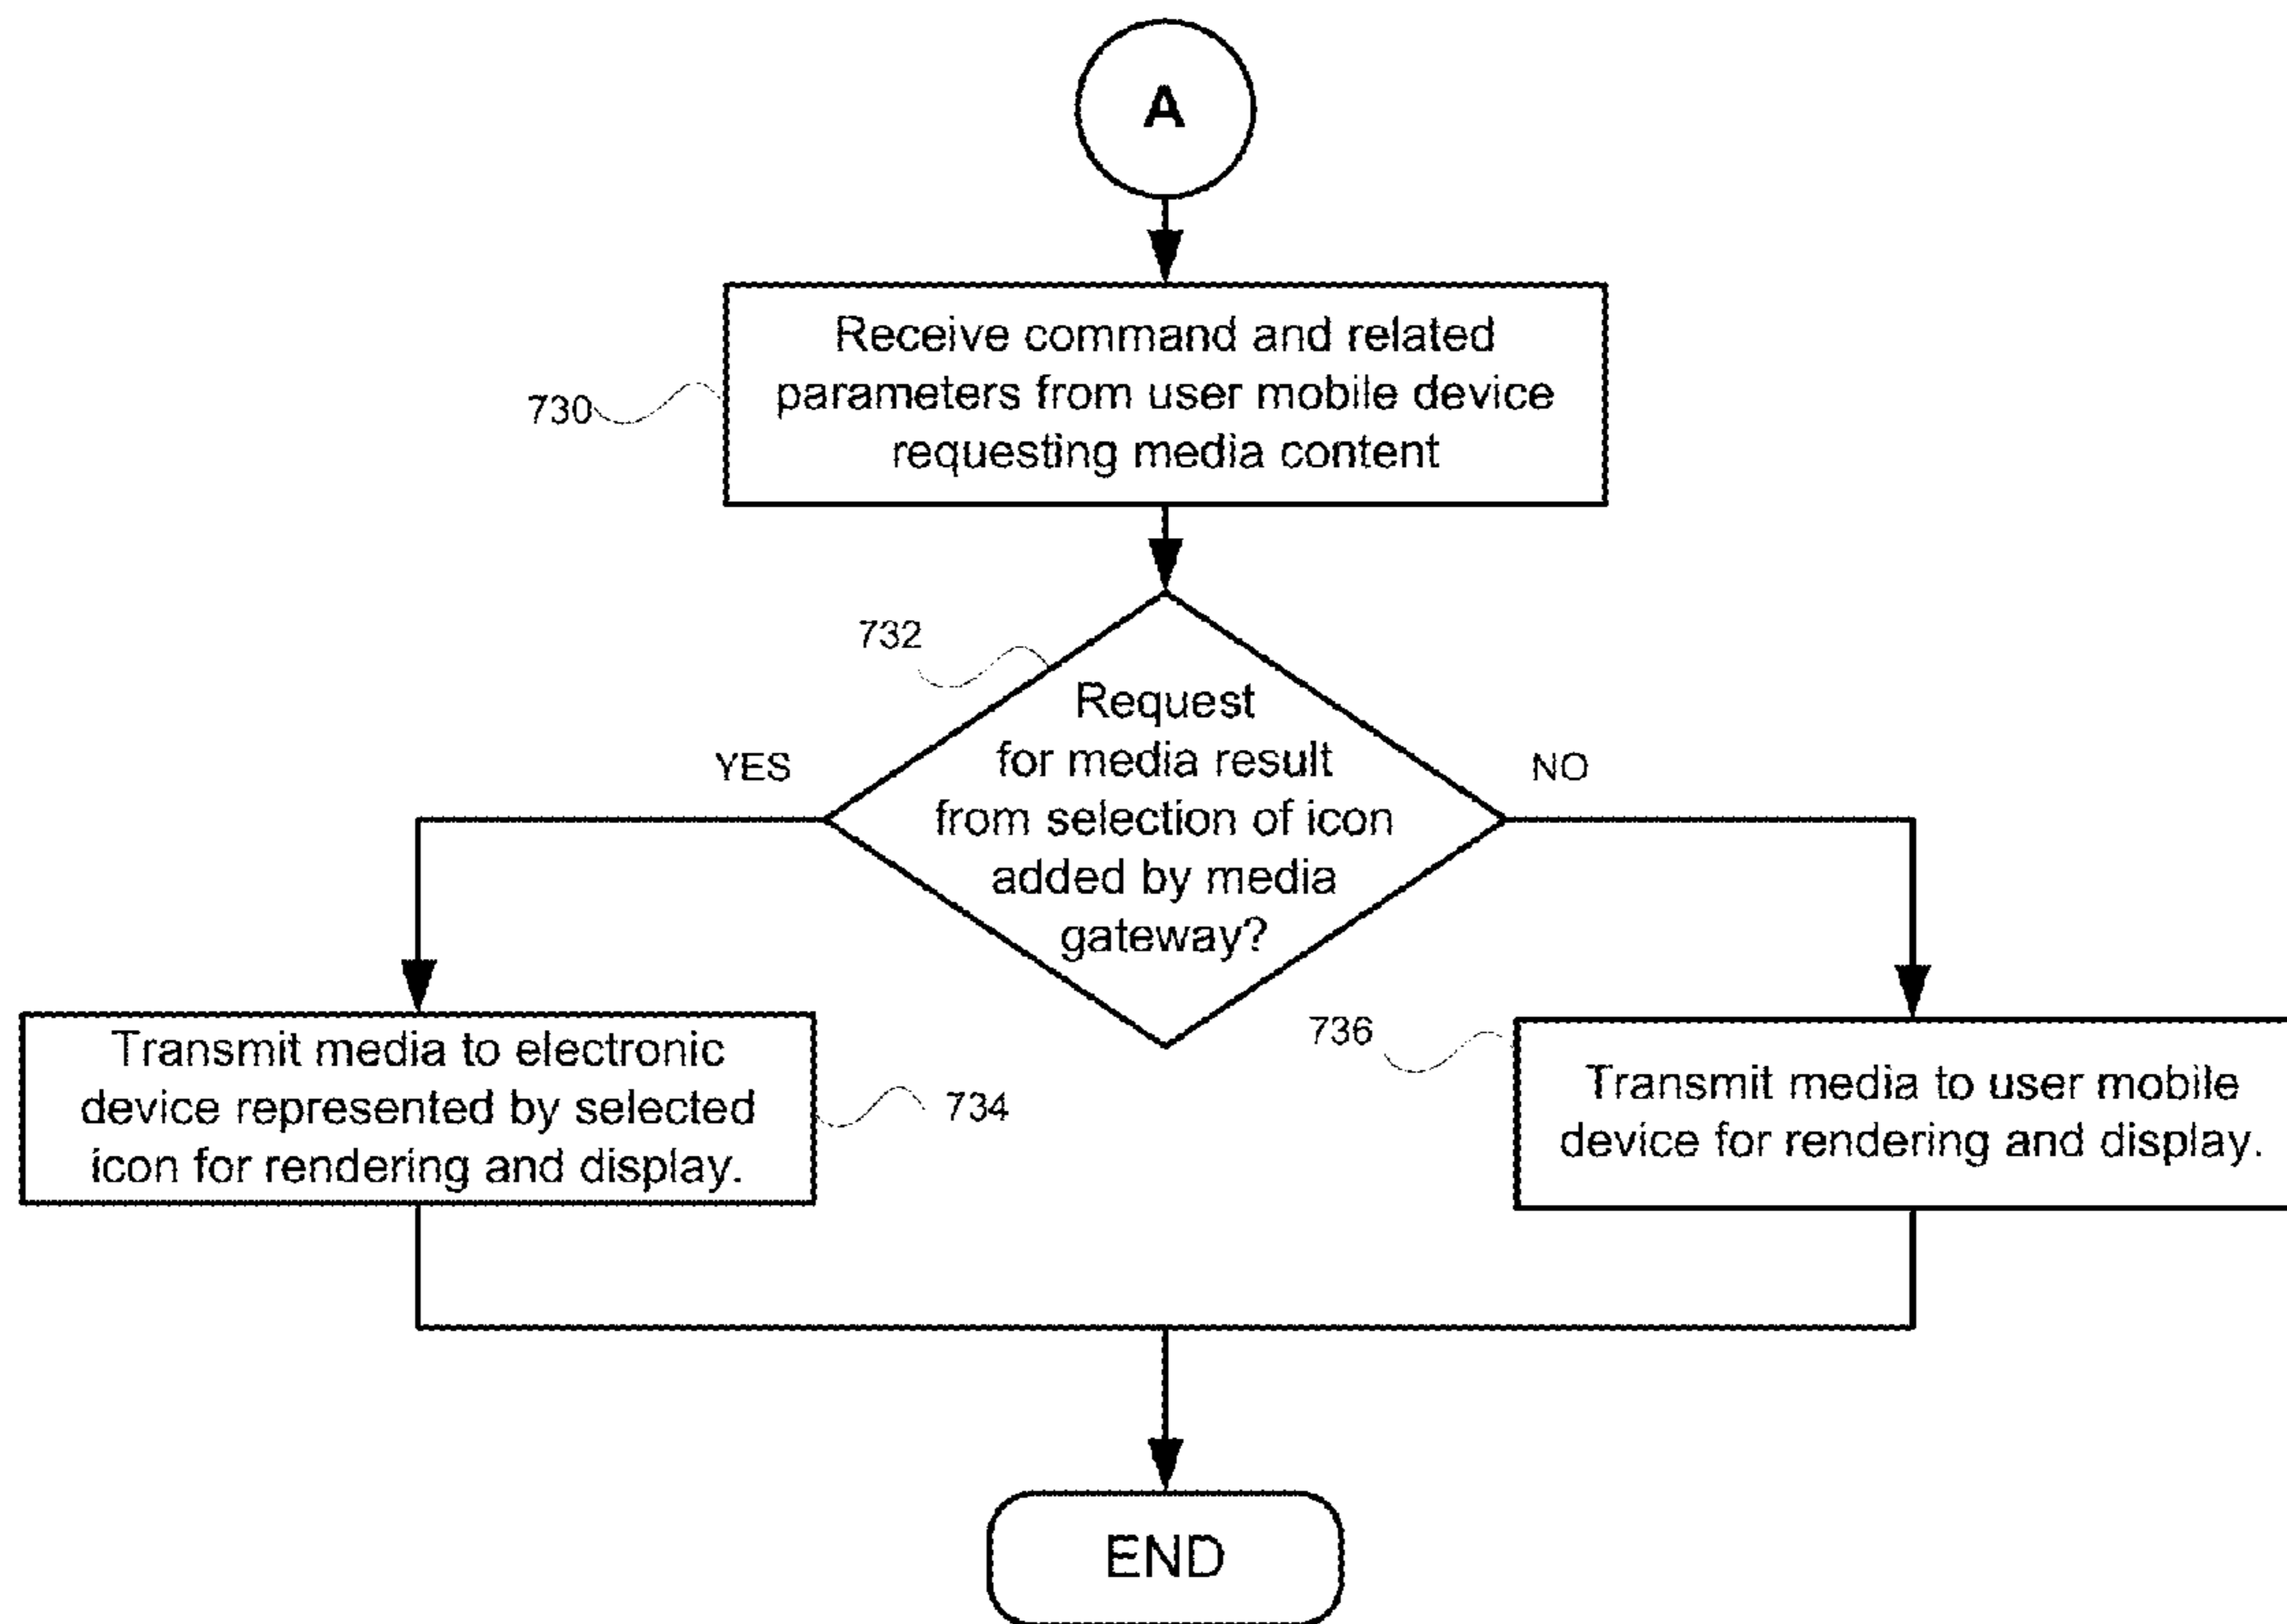 A
Receive command and related
parameters from user mobile device
requesting media content
730
732
Request
for media result
from selection of icon
added by media
gateway?
YES
NO
Transmit media to electronic
device represented by selected
icon for rendering and display.
734
736
Transmit media to user mobile
device for rendering and display.
END